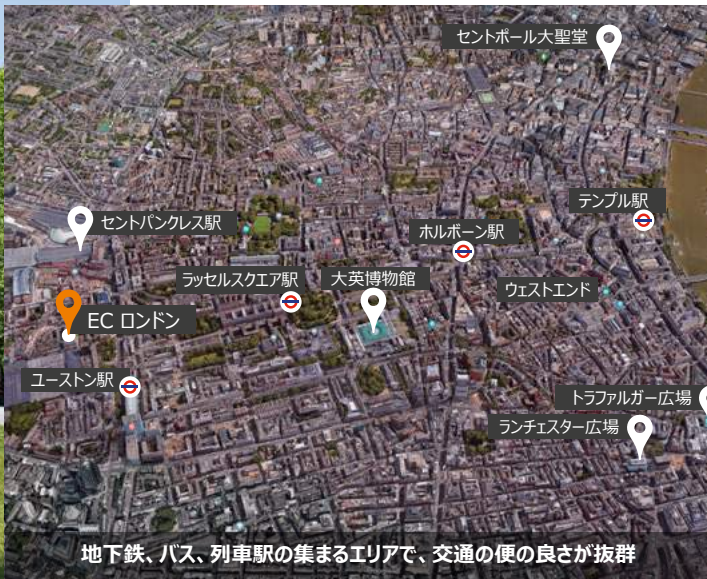 セントポール大聖堂
テンプル駅
セントパンクレス駅
ホルボーン駅
ラッセルスクエア駅
大英博物館
ウェストエンド
EC ロンドン
ユーストン駅
トラファルガー広場
ランチェスター広場
地下鉄、バス、列車駅の集まるエリアで、交通の便の良さが抜群